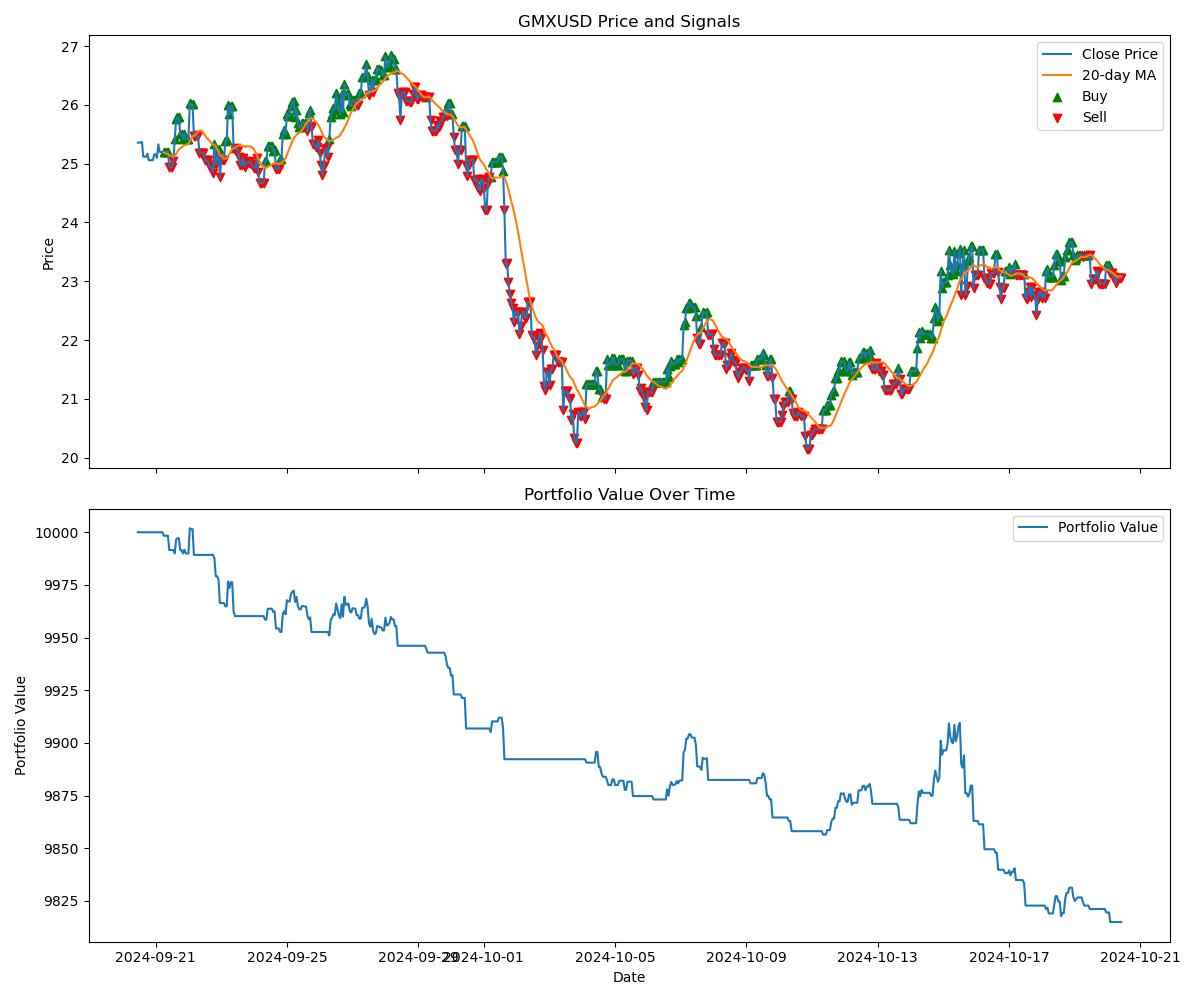 GMXUSD Price and Signals
Price
27
26
25
24
23
22
21
20
Close Price
20-day MA
Buy
Sell
Portfolio Value Over Time
Portfolio Value
10000
9975
9950
9925
9900
9875
9850
9825
Portfolio Value
2024-09-21
2024-09-25
2024-09-29
2024-10-01
2024-10-05
2024-10-09
2024-10-13
2024-10-17
2024-10-21
Date